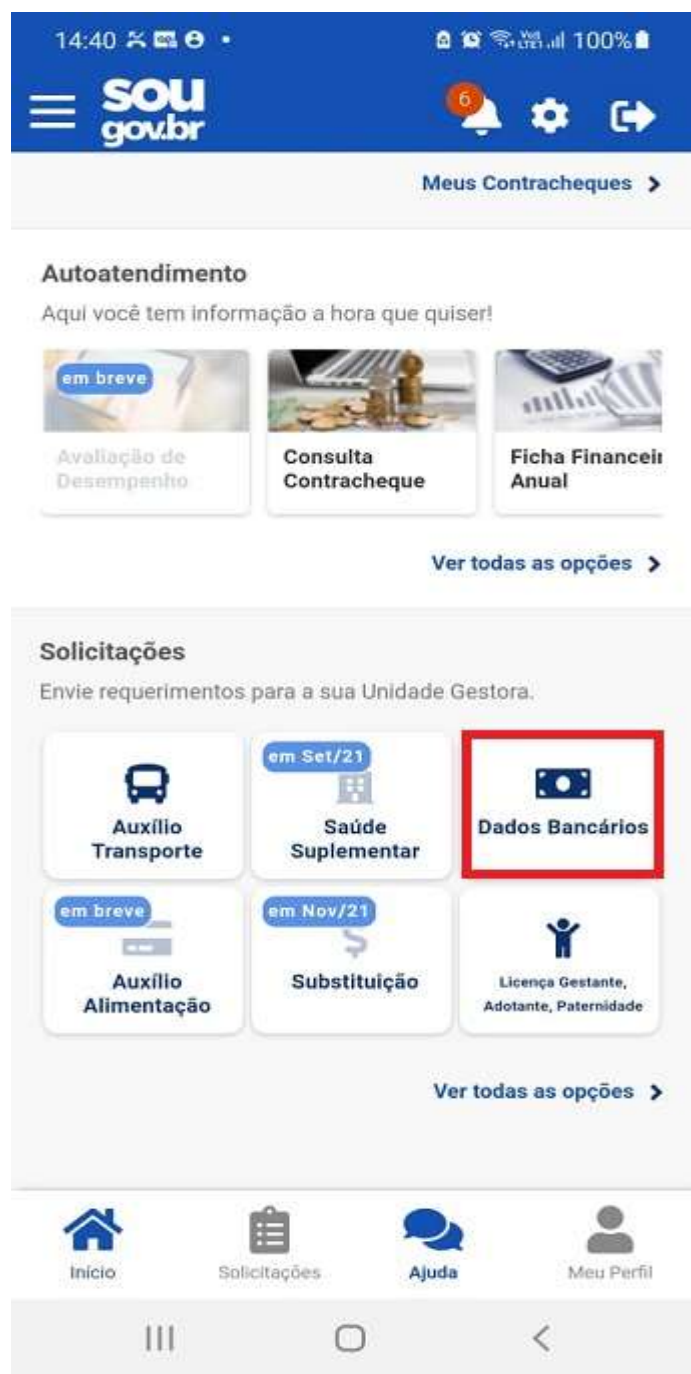 14:40
100%
6
sou
gov.br
Meus Contracheques
Autoatendimento
Aqui você tem informação a hora que quiser!
em breve
Avaliação de
Desempenho
Consulta
Contracheque
Ficha Financeir
Anual
Ver todas as opções
Solicitações
Envie requerimentos para a sua Unidade Gestora.
Auxílio
Transporte
em Set/21
Saúde
Suplementar
Dados Bancários
em breve
Auxílio
Alimentação
em Nov/21
Substituição
Licença Gestante,
Adotante, Paternidade
Ver todas as opções
Início
Solicitações
Ajuda
Meu Perfil